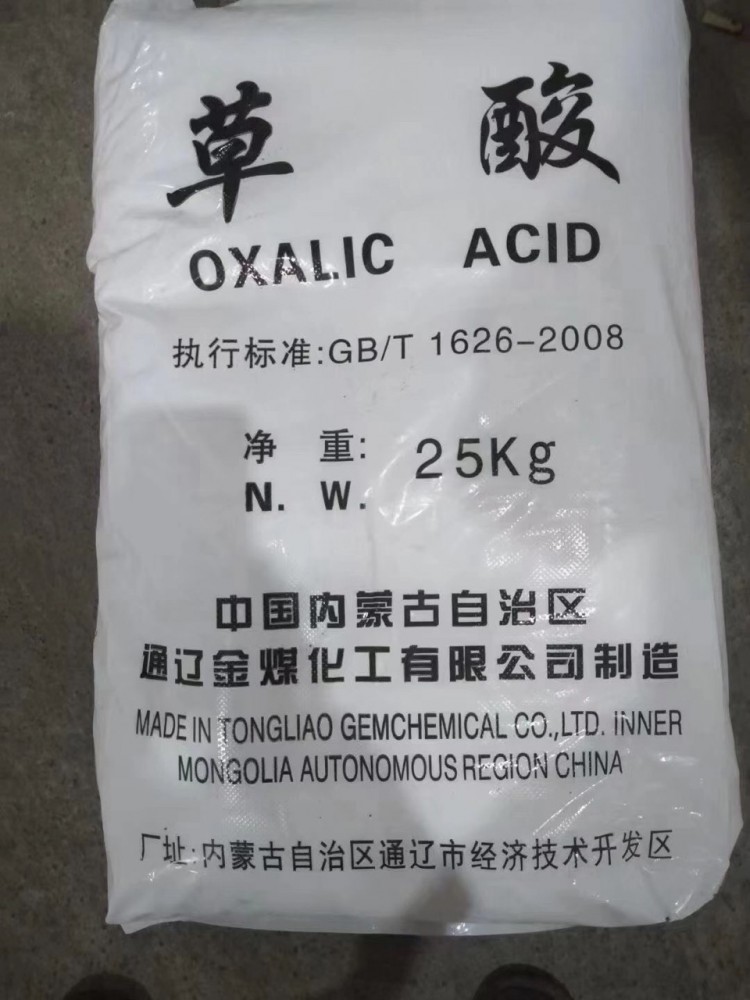 草 酸
OXALIC ACID
执行标准:GB/T 1626-2008
净 重: 25Kg
N. W.
中国内蒙古自治区
通辽金煤化工有限公司制造
MADE IN TONGLIAO GEMCHEMICAL CO.,LTD. INNER
MONGOLIA AUTONOMOUS REGION CHINA
厂址:内蒙古自治区通辽市经济技术开发区